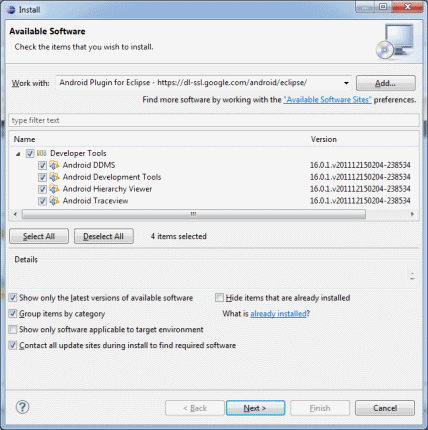 Install
Available Software
Check the items that you wish to install.
Work with: Android Plugin for Eclipse - https://dl-ssl.google.com/android/eclipse/ Add...
Find more software by working with the "Available Software Sites" preferences.
type filter text
Name Version
Developer Tools
Android DDMS 16.0.1.v201112150204-238534
Android Development Tools 16.0.1.v201112150204-238534
Android Hierarchy Viewer 16.0.1.v201112150204-238534
Android Traceview 16.0.1.v201112150204-238534
Select All Deselect All 4 items selected
Details
Show only the latest versions of available software Hide items that are already installed
Group items by category What is already installed?
Show only software applicable to target environment
Contact all update sites during install to find required software
? < Back Next > Finish Cancel